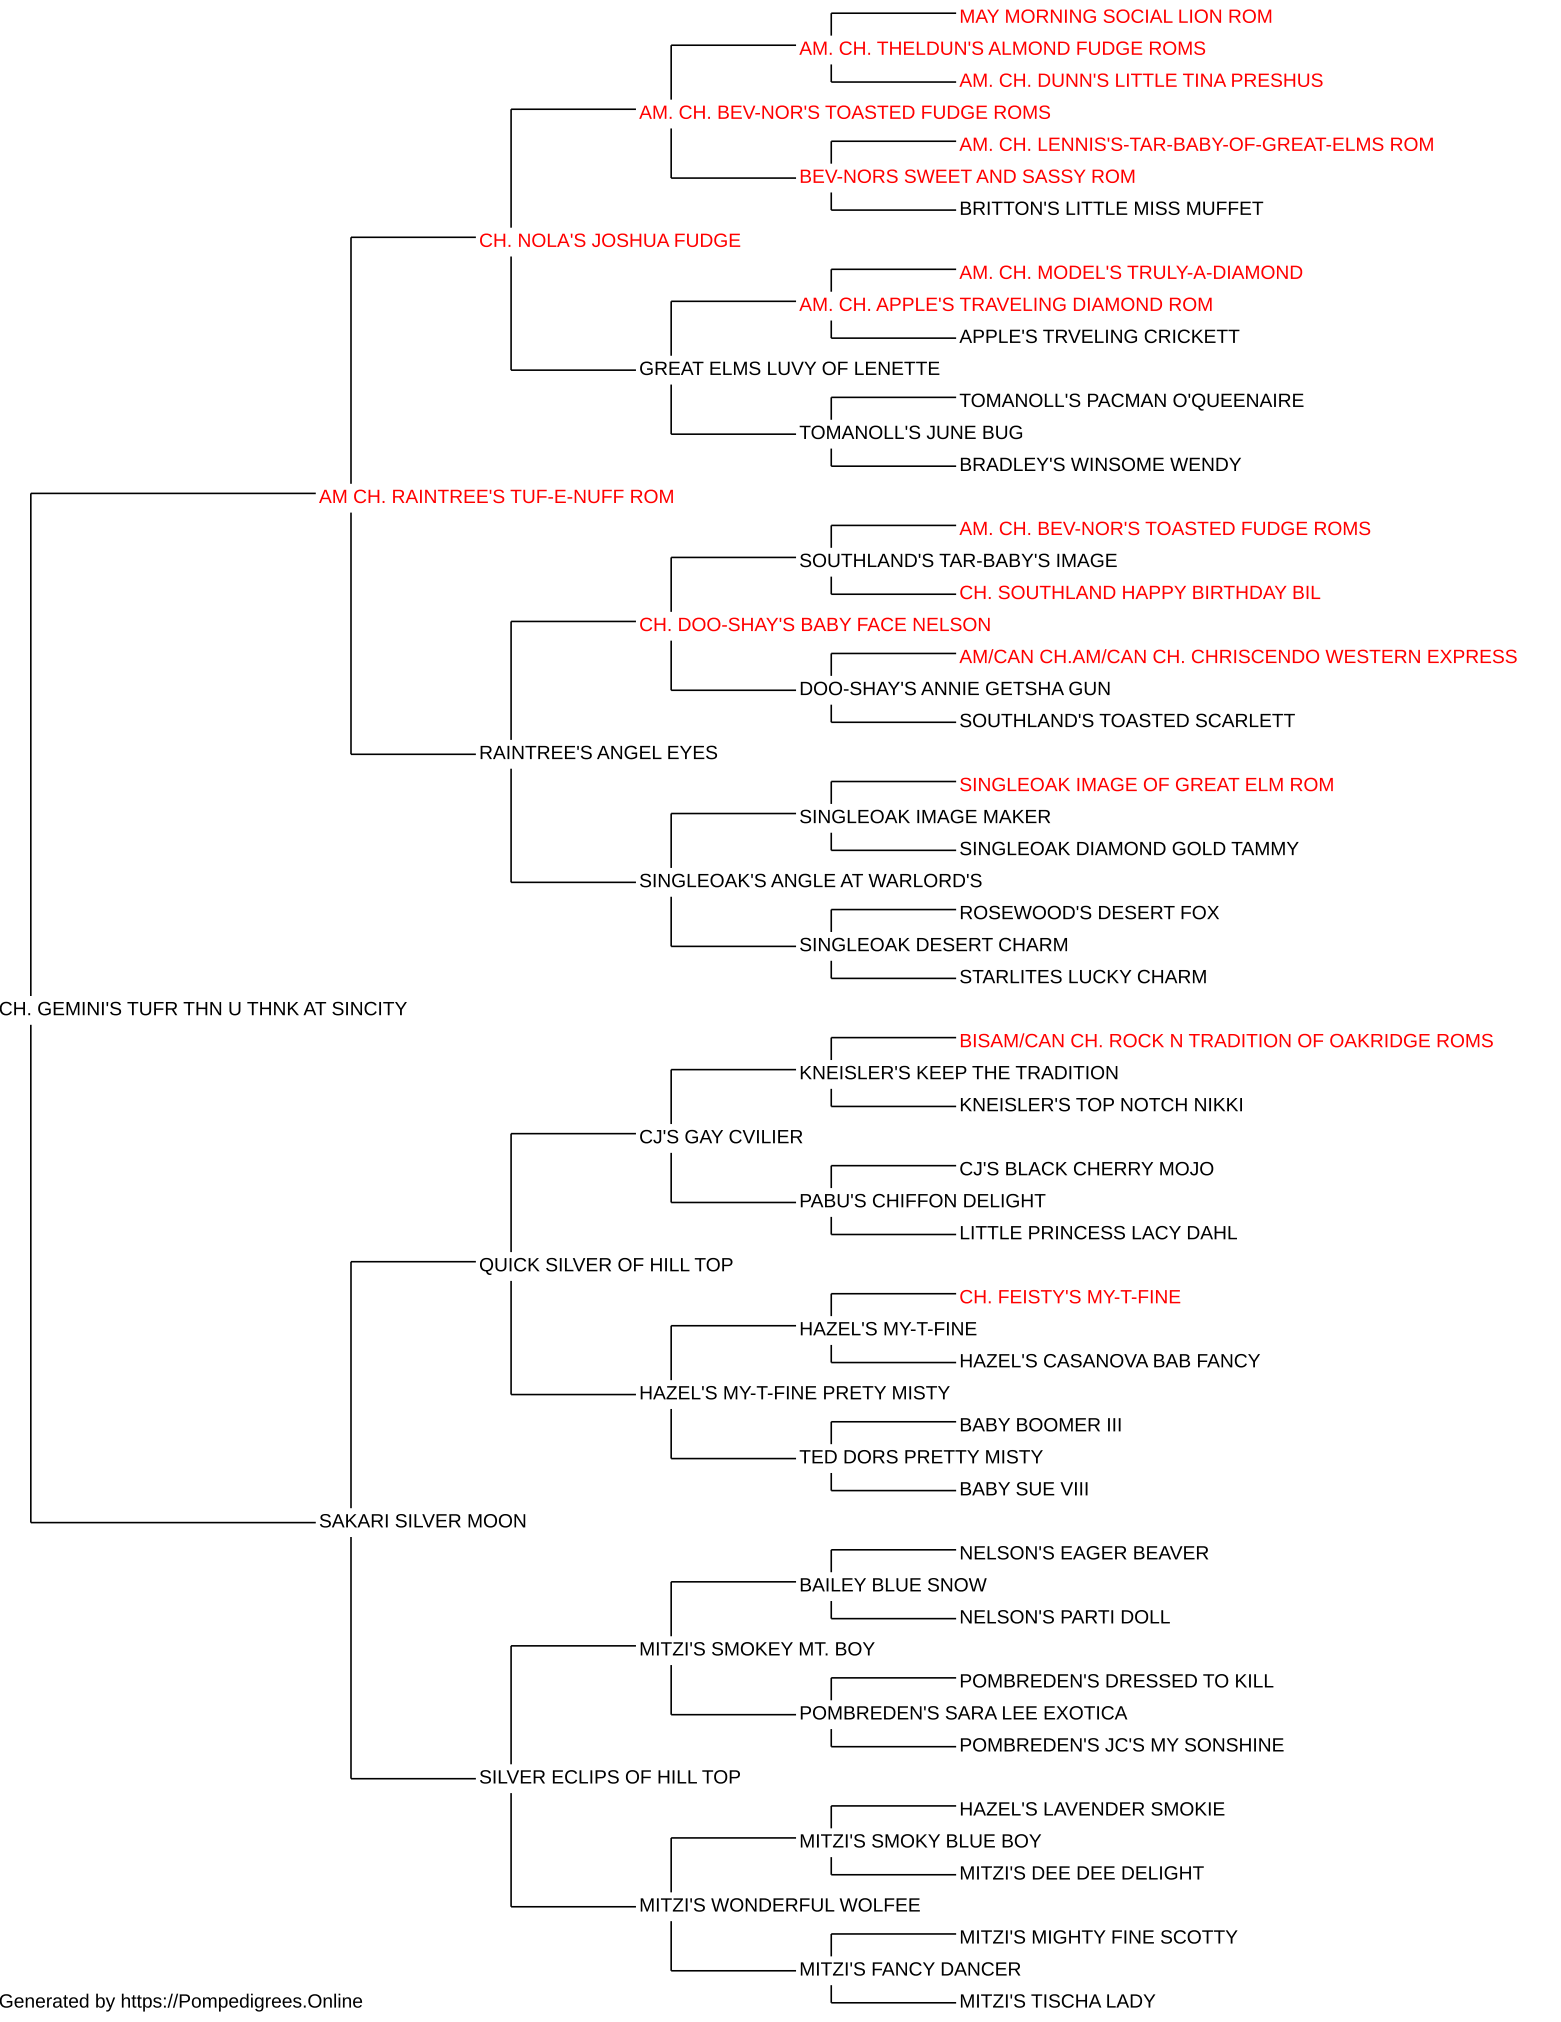 MAY MORNING SOCIAL LION ROM
AM. CH. THELDUN'S ALMOND FUDGE ROMS
AM. CH. DUNN'S LITTLE TINA PRESHUS
AM. CH. BEV-NOR'S TOASTED FUDGE ROMS
AM. CH. LENNIS'S-TAR-BABY-OF-GREAT-ELMS ROM
BEV-NORS SWEET AND SASSY ROM
BRITTON'S LITTLE MISS MUFFET
CH. NOLA'S JOSHUA FUDGE
AM. CH. MODEL'S TRULY-A-DIAMOND
AM. CH. APPLE'S TRAVELING DIAMOND ROM
APPLE'S TRVELING CRICKETT
GREAT ELMS LUVY OF LENETTE
TOMANOLL'S PACMAN O'QUEENAIRE
TOMANOLL'S JUNE BUG
BRADLEY'S WINSOME WENDY
AM CH. RAINTREE'S TUF-E-NUFF ROM
AM. CH. BEV-NOR'S TOASTED FUDGE ROMS
SOUTHLAND'S TAR-BABY'S IMAGE
CH. SOUTHLAND HAPPY BIRTHDAY BIL
CH. DOO-SHAY'S BABY FACE NELSON
AM/CAN CH.AM/CAN CH. CHRISCENDO WESTERN EXPRESS
DOO-SHAY'S ANNIE GETSHA GUN
SOUTHLAND'S TOASTED SCARLETT
RAINTREE'S ANGEL EYES
SINGLEOAK IMAGE OF GREAT ELM ROM
SINGLEOAK IMAGE MAKER
SINGLEOAK DIAMOND GOLD TAMMY
SINGLEOAK'S ANGLE AT WARLORD'S
ROSEWOOD'S DESERT FOX
SINGLEOAK DESERT CHARM
STARLITES LUCKY CHARM
CH. GEMINI'S TUFR THN U THNK AT SINCITY
BISAM/CAN CH. ROCK N TRADITION OF OAKRIDGE ROMS
KNEISLER'S KEEP THE TRADITION
KNEISLER'S TOP NOTCH NIKKI
CJ'S GAY CVILIER
CJ'S BLACK CHERRY MOJO
PABU'S CHIFFON DELIGHT
LITTLE PRINCESS LACY DAHL
QUICK SILVER OF HILL TOP
CH. FEISTY'S MY-T-FINE
HAZEL'S MY-T-FINE
HAZEL'S CASANOVA BAB FANCY
HAZEL'S MY-T-FINE PRETY MISTY
BABY BOOMER III
TED DORS PRETTY MISTY
BABY SUE VIII
SAKARI SILVER MOON
NELSON'S EAGER BEAVER
BAILEY BLUE SNOW
NELSON'S PARTI DOLL
MITZI'S SMOKEY MT. BOY
POMBREDEN'S DRESSED TO KILL
POMBREDEN'S SARA LEE EXOTICA
POMBREDEN'S JC'S MY SONSHINE
SILVER ECLIPS OF HILL TOP
HAZEL'S LAVENDER SMOKIE
MITZI'S SMOKY BLUE BOY
MITZI'S DEE DEE DELIGHT
MITZI'S WONDERFUL WOLFEE
MITZI'S MIGHTY FINE SCOTTY
MITZI'S FANCY DANCER
MITZI'S TISCHA LADY
Generated by https://Pompedigrees.Online